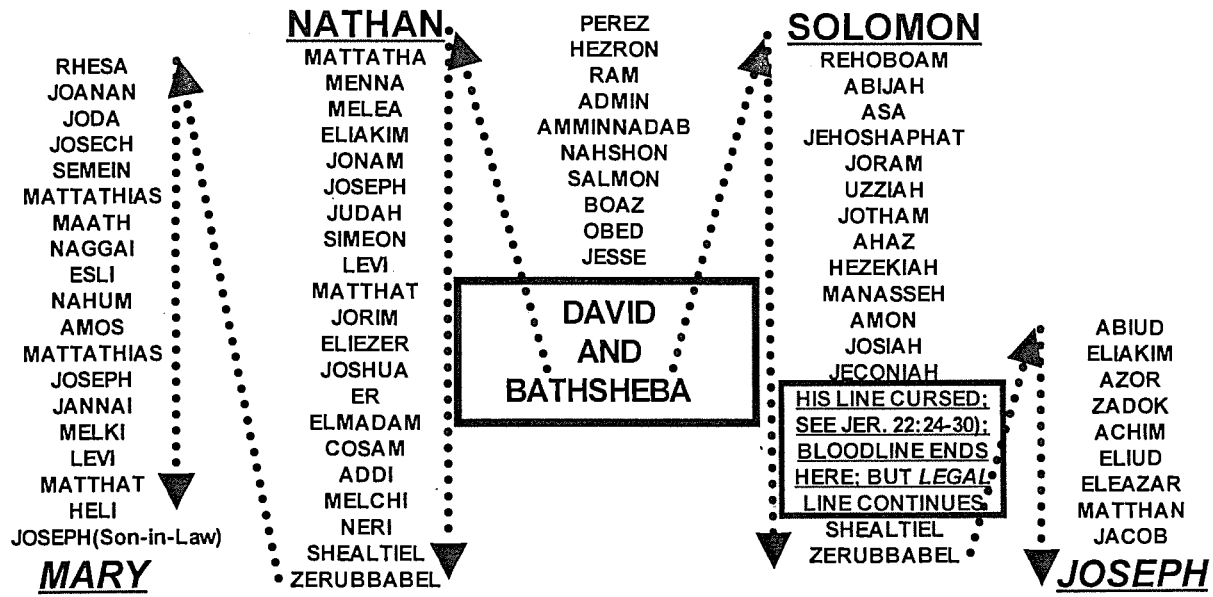 RHESA
JOANAN
JODA
JOSECH
SEMEIN
MATTATHIAS
MAATH
NAGGAI
ESLI
NAHUM
AMOS
MATTATHIAS
JOSEPH
JANNAI
MELKI
LEVI
MATTHAT
HELI
JOSEPH(Son-in-Law)
MARY
NATHAN
MATTATHA
MENNA
MELEA
ELIAKIM
JONAM
JOSEPH
JUDAH
SIMEON
LEVI
MATTHAT
JORIM
ELIEZER
JOSHUA
ER
ELMADAM
COSAM
ADDI
MELCHI
NERI
SHEALTIEL
ZERUBBABEL
PEREZ
HEZRON
RAM
ADMIN
AMMINNADAB
NAHSHON
SALMON
BOAZ
OBED
JESSE
DAVID
AND
BATHSHEBA
SOLOMON
REHOBOAM
ABIJAH
ASA
JEHOSHAPHAT
JORAM
UZZIAH
JOTHAM
AHAZ
HEZEKIAH
MANASSEH
AMON
JOSIAH
JECONIAH
HIS LINE CURSED;
SEE JER. 22:24-30);
BLOODLINE ENDS
HERE; BUT LEGAL
LINE CONTINUES
SHEALTIEL
ZERUBBABEL
ABIUD
ELIAKIM
AZOR
ZADOK
ACHIM
ELIUD
ELEAZAR
MATTHAN
JACOB
JOSEPH